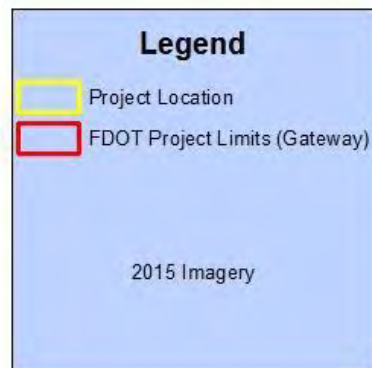 Legend
Project Location
FDOT Project Limits (Gateway)
2015 Imagery